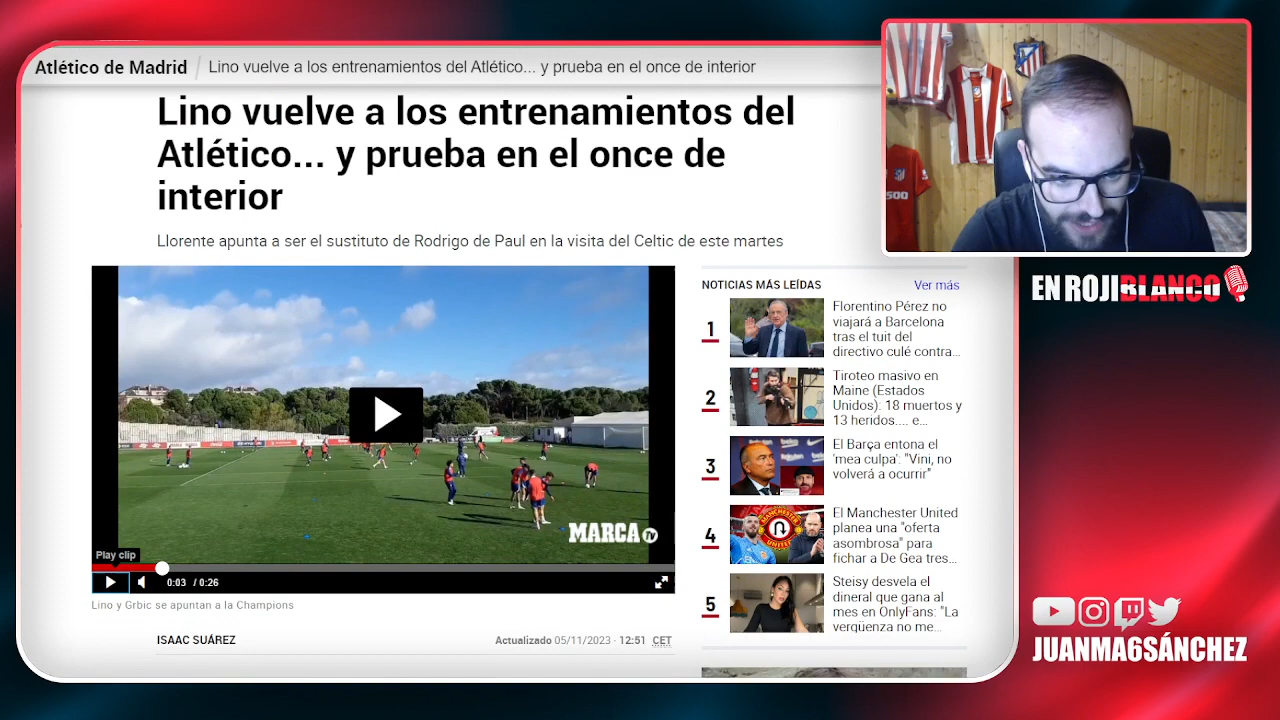 Atlético de Madrid
Lino vuelve a los entrenamientos del Atlético... y prueba en el once de interior
Lino vuelve a los entrenamientos del
Atlético... y prueba en el once de
interior
Llorente apunta a ser el sustituto de Rodrigo de Paul en la visita del Celtic de este martes
MARCA TV
Play clip
0:03 / 0:26
Lino y Grbic se apuntan a la Champions
ISAAC SUÁREZ
Actualizado 05/11/2023 · 12:51 CET
NOTICIAS MÁS LEÍDAS
Ver más
1
Florentino Pérez no
viajará a Barcelona
tras el tuit del
directivo culé contra...
2
Tiroteo masivo en
Maine (Estados
Unidos): 18 muertos y
13 heridos.... e...
3
El Barça entona el
'mea culpa': "Vini, no
volverá a ocurrir"
4
MANCHESTER
UNITED
El Manchester United
planea una "oferta
asombrosa" para
fichar a De Gea tres...
5
Steisy desvela el
dineral que gana al
mes en OnlyFans: "La
vergüenza no me...
500
EN ROJIBLANCO
JUANMA6SÁNCHEZ